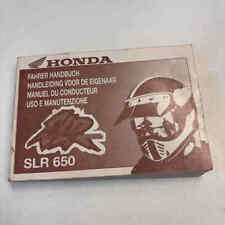 HONDA
FAHRER HANDBUCH
HANDLEIDING VOOR DE EIGENAAR
MANUEL DU CONDUCTEUR
USO E MANUTENZIONE
SLR 650